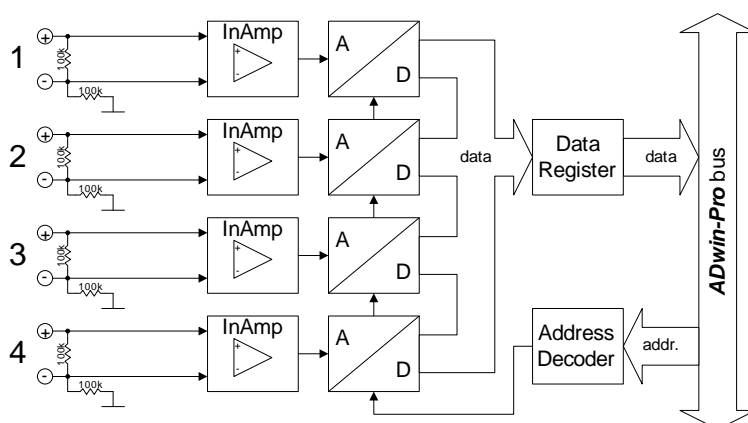 1
+
-
100k
100k
InAmp
+
-
A
D
2
+
-
100k
100k
InAmp
+
-
A
D
3
+
-
100k
100k
InAmp
+
-
A
D
4
+
-
100k
100k
InAmp
+
-
A
D
data
Data
Register
data
Address
Decoder
addr.
ADwin-Pro bus